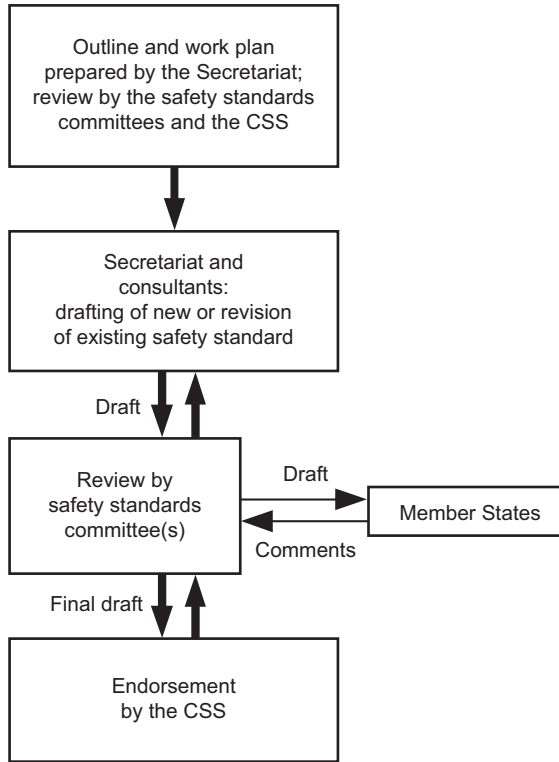 Outline and work plan
prepared by the Secretariat;
review by the safety standards
committees and the CSS
Secretariat and
consultants:
drafting of new or revision
of existing safety standard
Draft
Review by
safety standards
committee(s)
Draft
Member States
Comments
Final draft
Endorsement
by the CSS